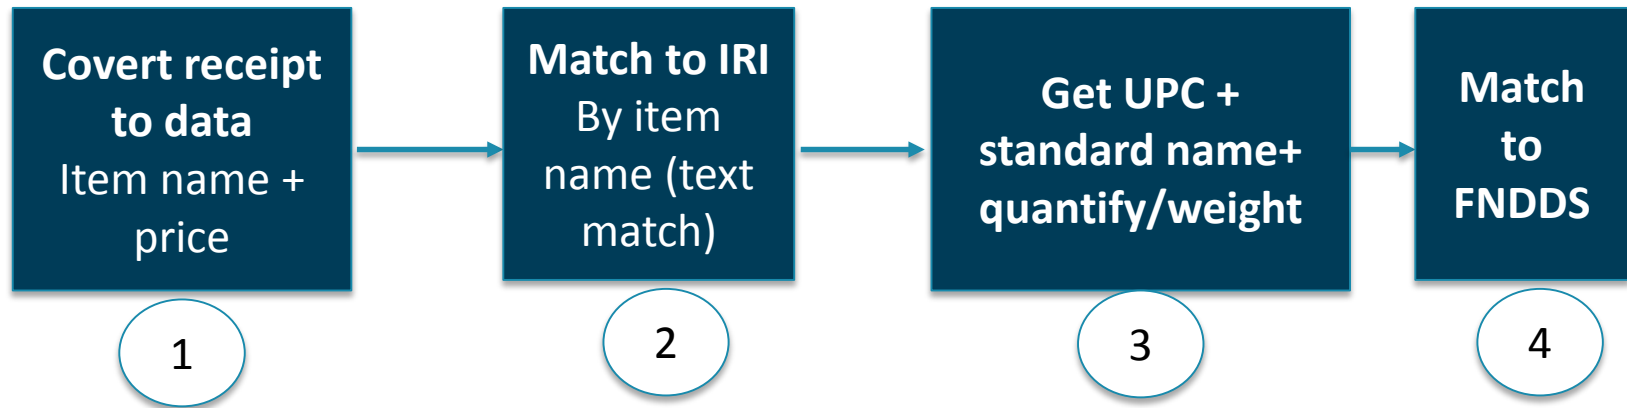 Covert receipt
to data
Item name +
price
1
Match to IRI
By item
name (text
match)
2
Get UPC +
standard name+
quantify/weight
3
Match
to
FNDDS
4